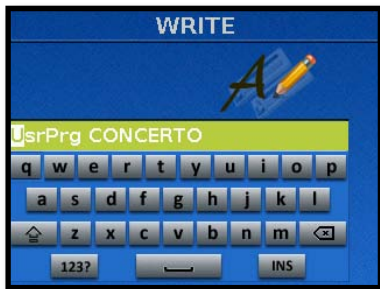 WRITE
UsrPrg CONCERTO
q w e r t y u i o p
a s d f g h j k l
z x c v b n m
123? INS